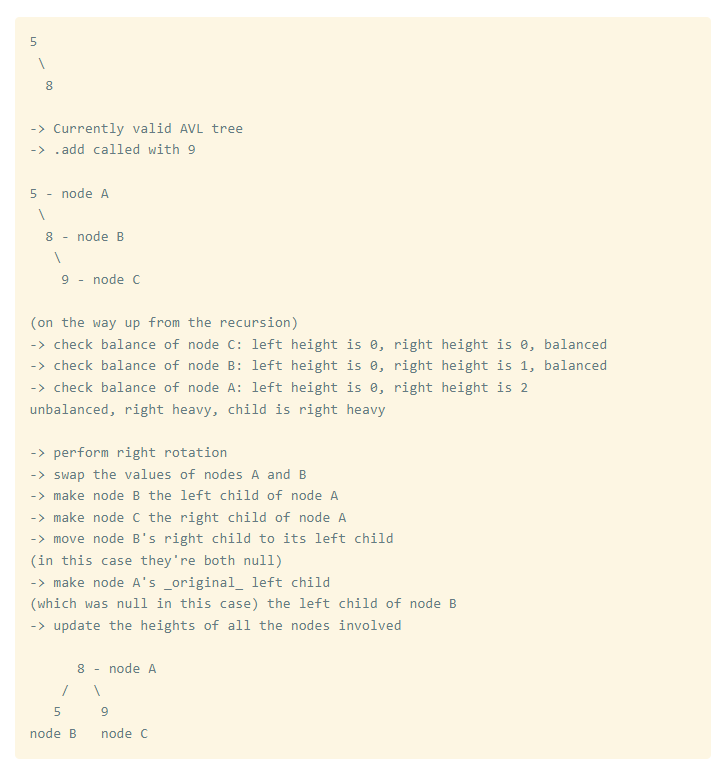 5
 \
  8
-> Currently valid AVL tree
-> .add called with 9
5 - node A
 \
  8 - node B
   \
    9 - node C
(on the way up from the recursion)
-> check balance of node C: left height is 0, right height is 0, balanced
-> check balance of node B: left height is 0, right height is 1, balanced
-> check balance of node A: left height is 0, right height is 2
unbalanced, right heavy, child is right heavy
-> perform right rotation
-> swap the values of nodes A and B
-> make node B the left child of node A
-> make node C the right child of node A
-> move node B's right child to its left child
(in this case they're both null)
-> make node A's _original_ left child
(which was null in this case) the left child of node B
-> update the heights of all the nodes involved
      8 - node A
    /   \
   5     9
node B   node C